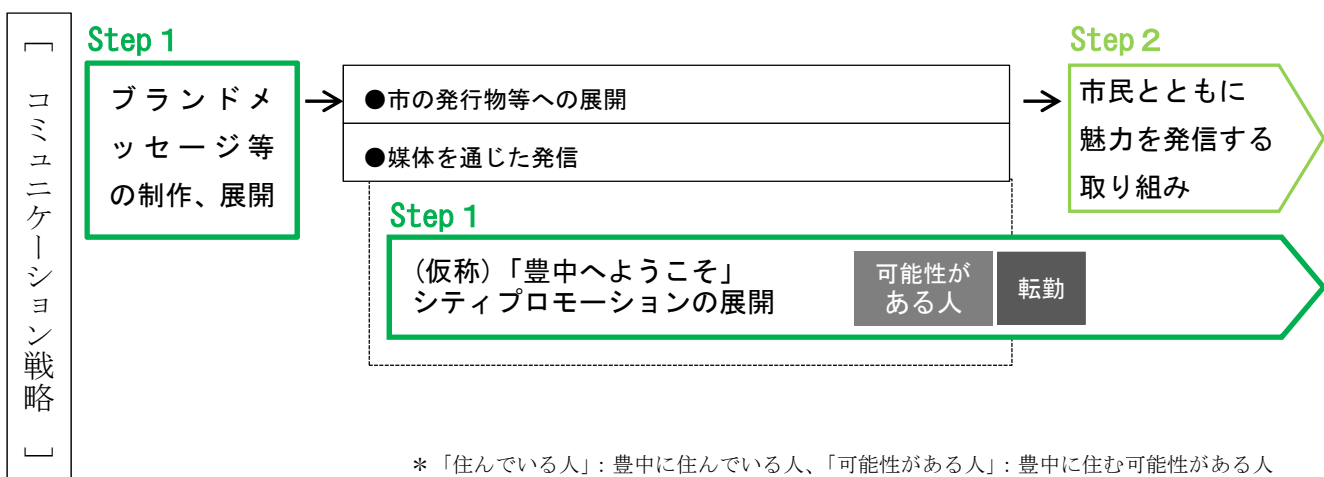 ［ コミュニケーション戦略 ］
Step 1
ブランドメ
ッセージ等
の制作、展開
→
●市の発行物等への展開
●媒体を通じた発信
→
Step 2
市民とともに
魅力を発信する
取り組み
Step 1
（仮称）「豊中へようこそ」
シティプロモーションの展開
可能性が
ある人
転勤
＊「住んでいる人」：豊中に住んでいる人、「可能性がある人」：豊中に住む可能性がある人